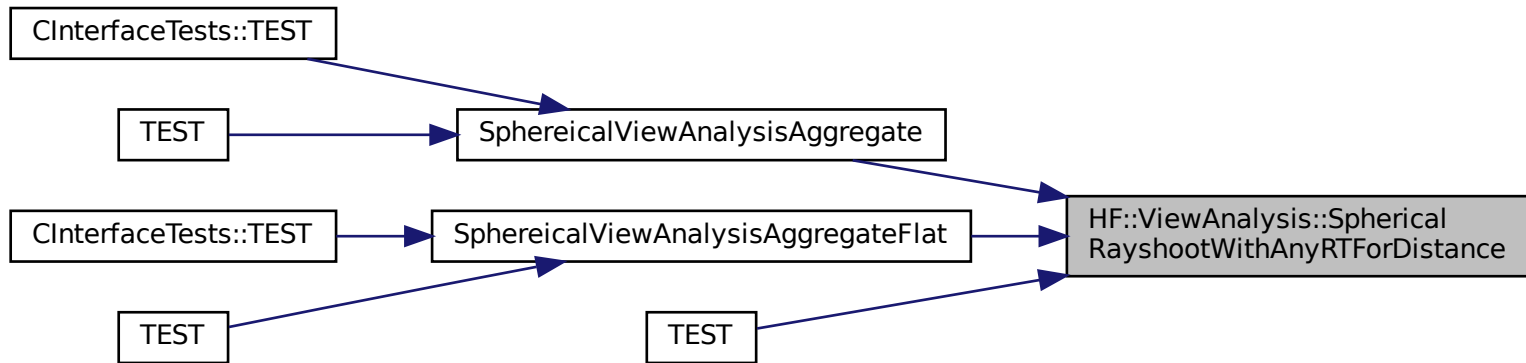 CInterfaceTests::TEST
TEST
SphereicalViewAnalysisAggregate
HF::ViewAnalysis::Spherical
RayshootWithAnyRTForDistance
CInterfaceTests::TEST
SphereicalViewAnalysisAggregateFlat
TEST
TEST